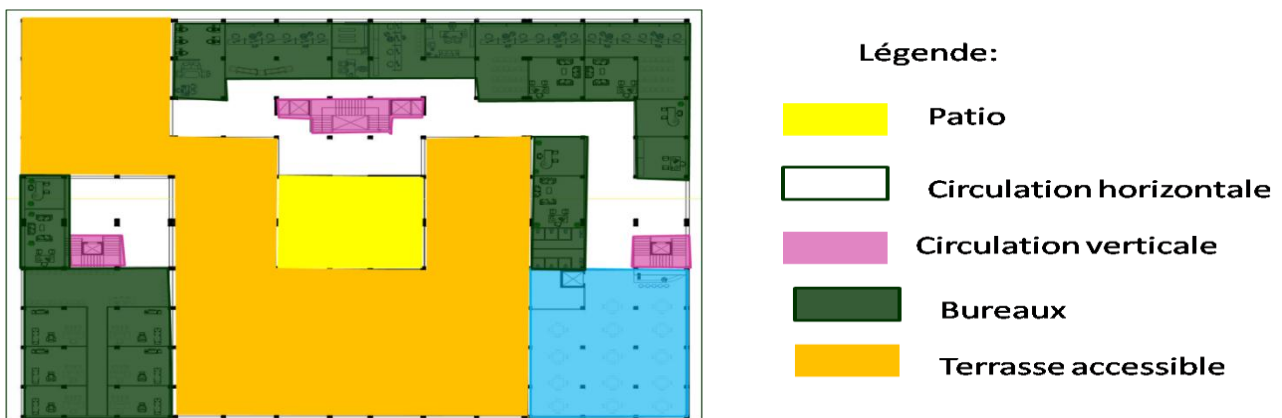 Légende:
Patio
Circulation horizontale
Circulation verticale
Bureaux
Terrasse accessible